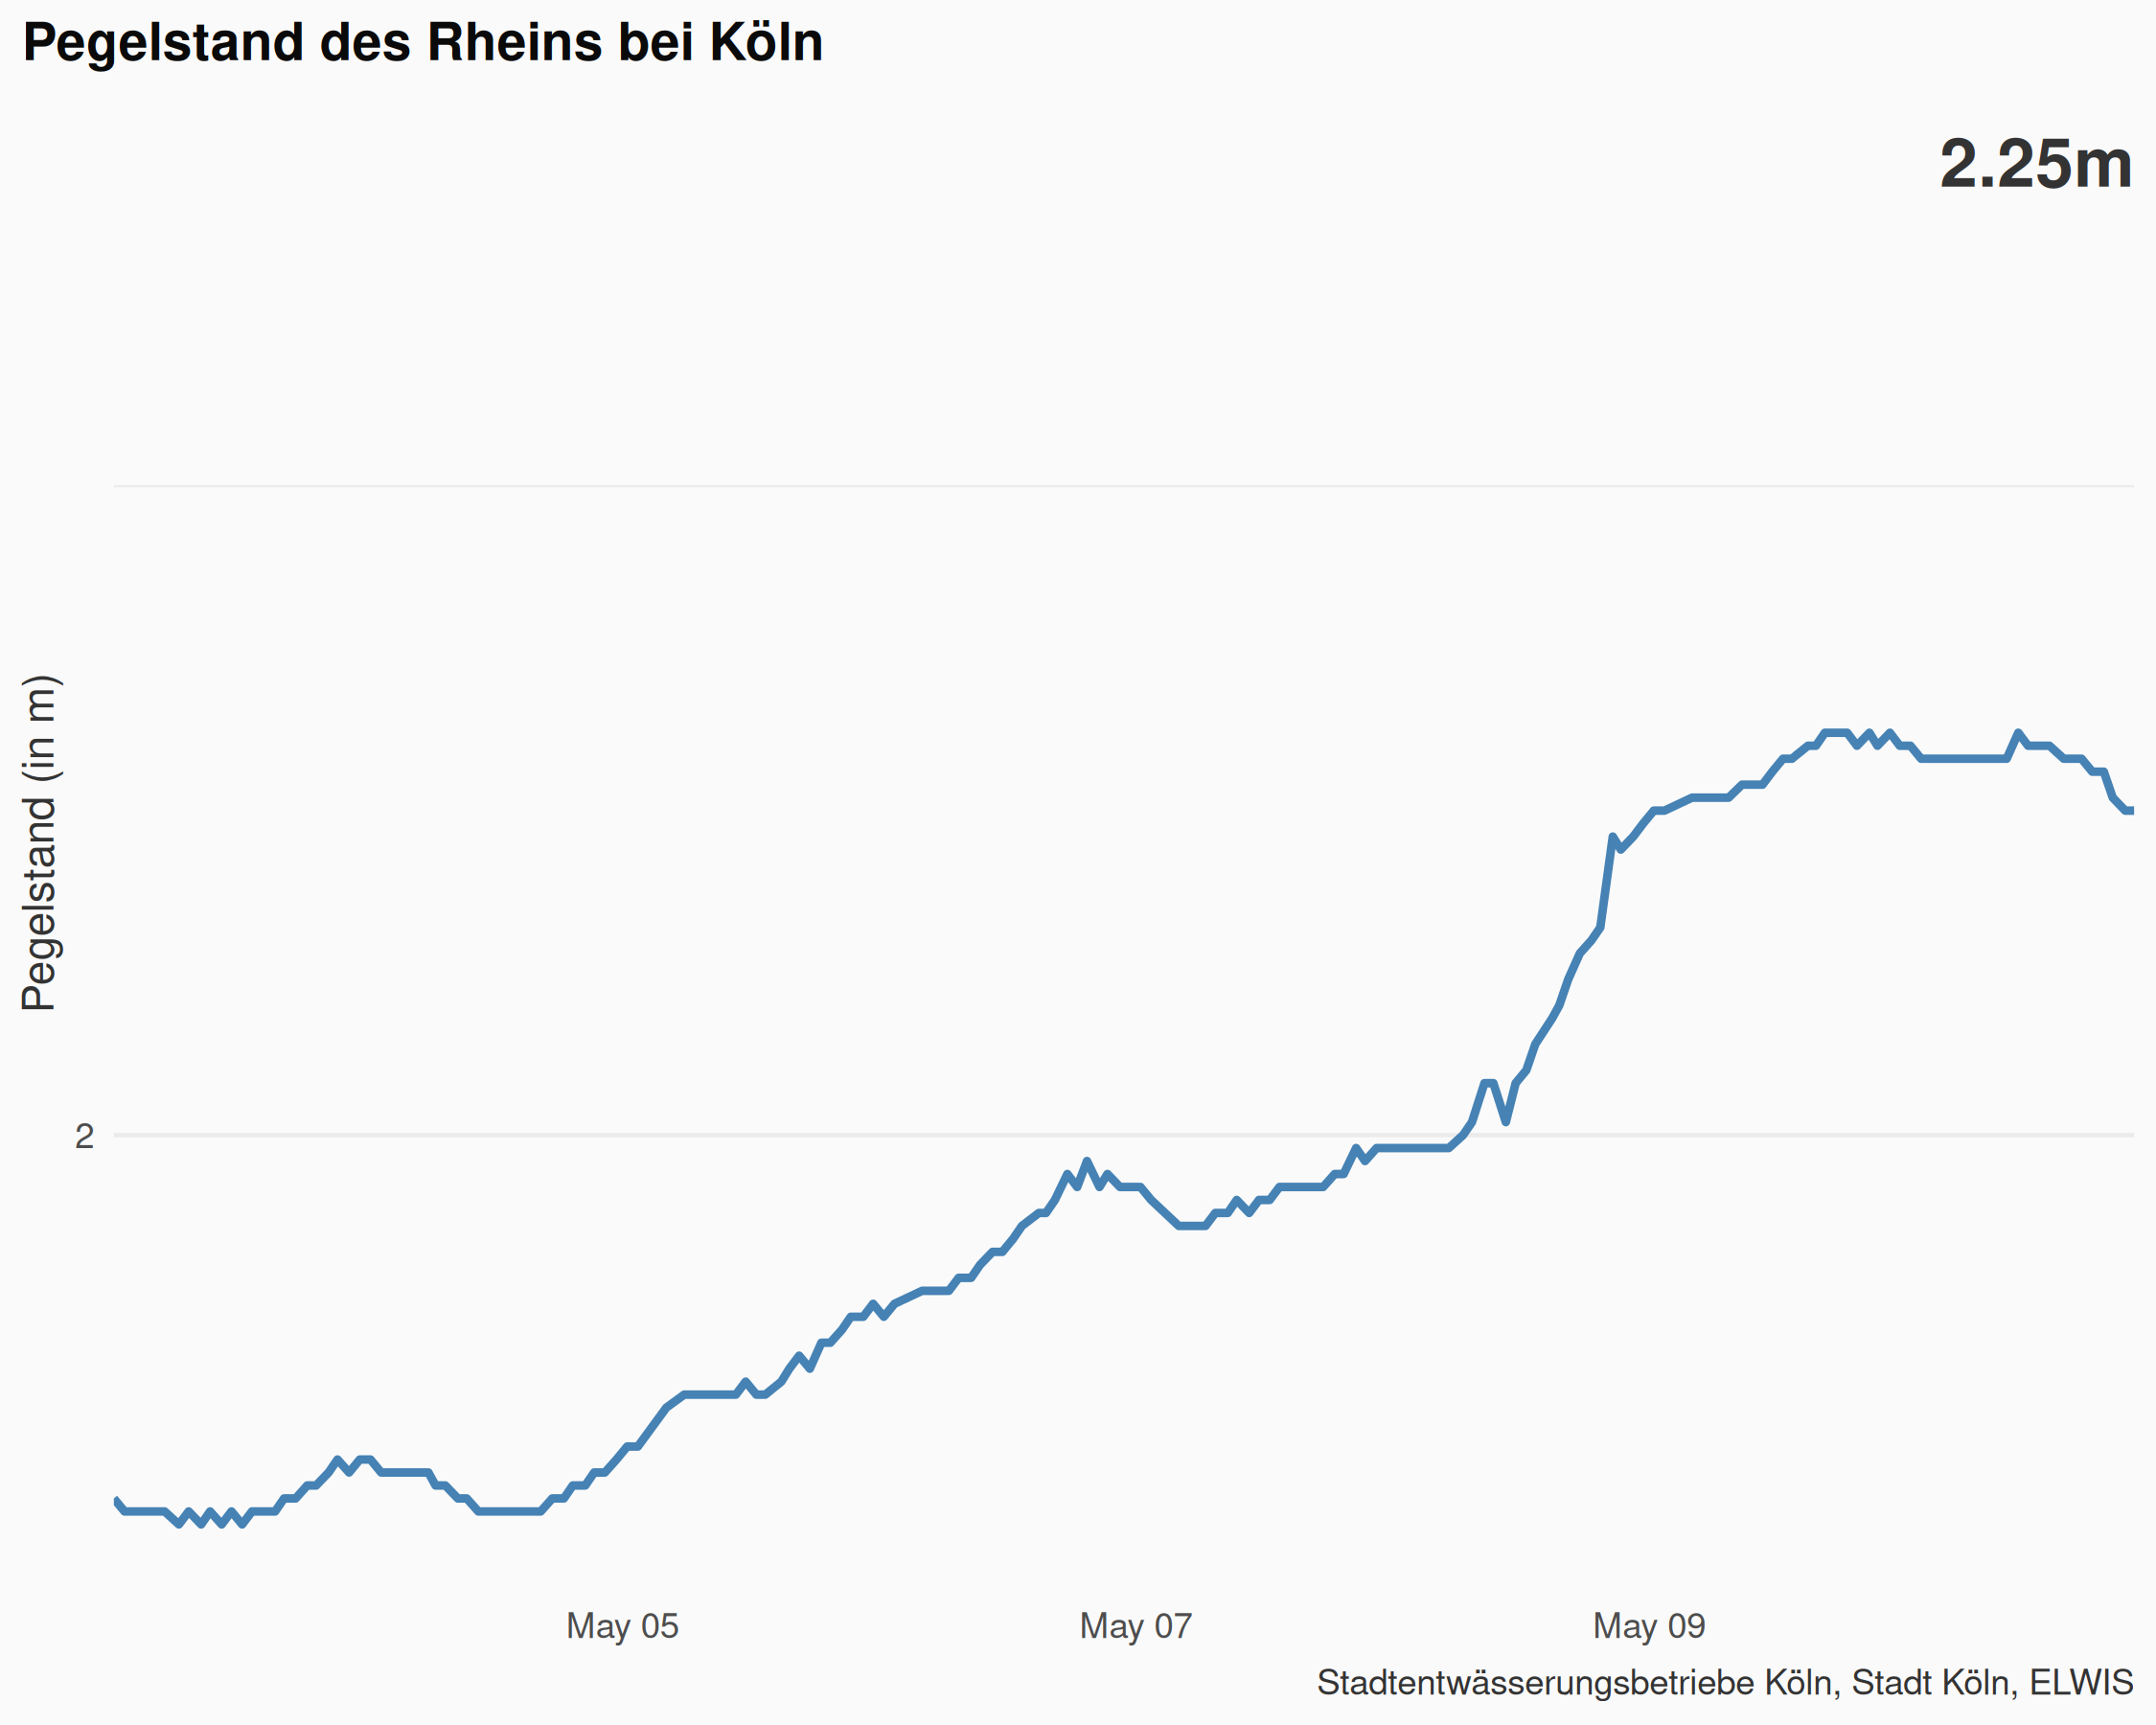 Pegelstand des Rheins bei Köln
2.25m
Pegelstand (in m)
2
May 05
May 07
May 09
Stadtentwässerungsbetriebe Köln, Stadt Köln, ELWIS